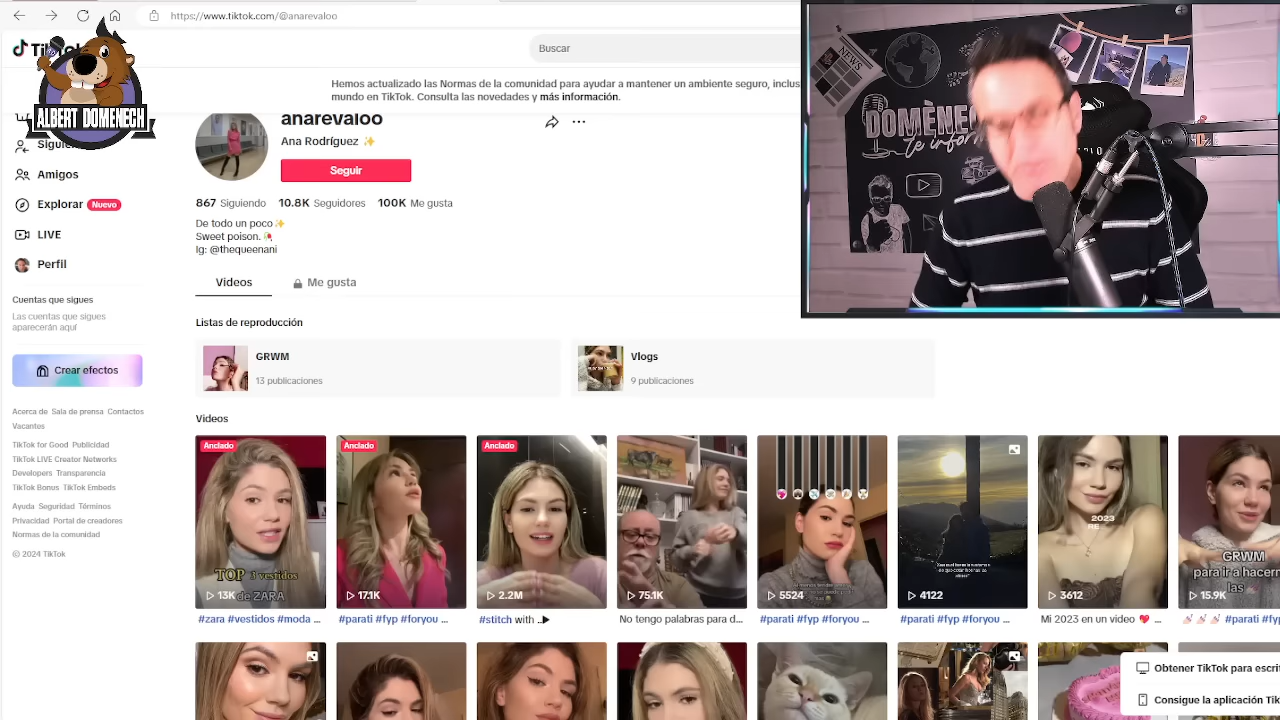 https://www.tiktok.com/@anarevaloo
Buscar
Hemos actualizado las Normas de la comunidad para ayudar a mantener un ambiente seguro, inclus
mundo en TikTok. Consulta las novedades y más información.
ALBERT DOMÈNECH
anarevaloo
Ana Rodríguez ✨
Seguir
867 Siguiendo 10.8K Seguidores 100K Me gusta
De todo un poco✨
Sweet poison.
Ig: @thequeenani
Vídeos
Me gusta
Amigos
Explorar Nuevo
LIVE
Perfil
Cuentas que sigues
Las cuentas que sigues
aparecerán aquí
Crear efectos
Acerca de Sala de prensa Contactos
Vacantes
TikTok for Good Publicidad
TikTok LIVE Creator Networks
Developers Transparencia
TikTok Bonus TikTok Embeds
Ayuda Seguridad Términos
Privacidad Portal de creadores
Normas de la comunidad
© 2024 TikTok
Listas de reproducción
GRWM
13 publicaciones
Vlogs
9 publicaciones
Videos
Anclado
TOP 3 vestidos
de ZARA
13K
#zara #vestidos #moda ...
Anclado
17.1K
#parati #fyp #foryou ...
Anclado
2.2M
#stitch with ...
75.1K
No tengo palabras para d...
5524
#parati #fyp #foryou ...
4122
#parati #fyp #foryou ...
2023
3612
Mi 2023 en un video 💖 ...
GRWM
para ir a hacerm
las
15.9K
💅💅💅 #parati #fy
Obtener TikTok para escrit
Consigue la aplicación Tik
NEWS
DOMÈNEC
te info